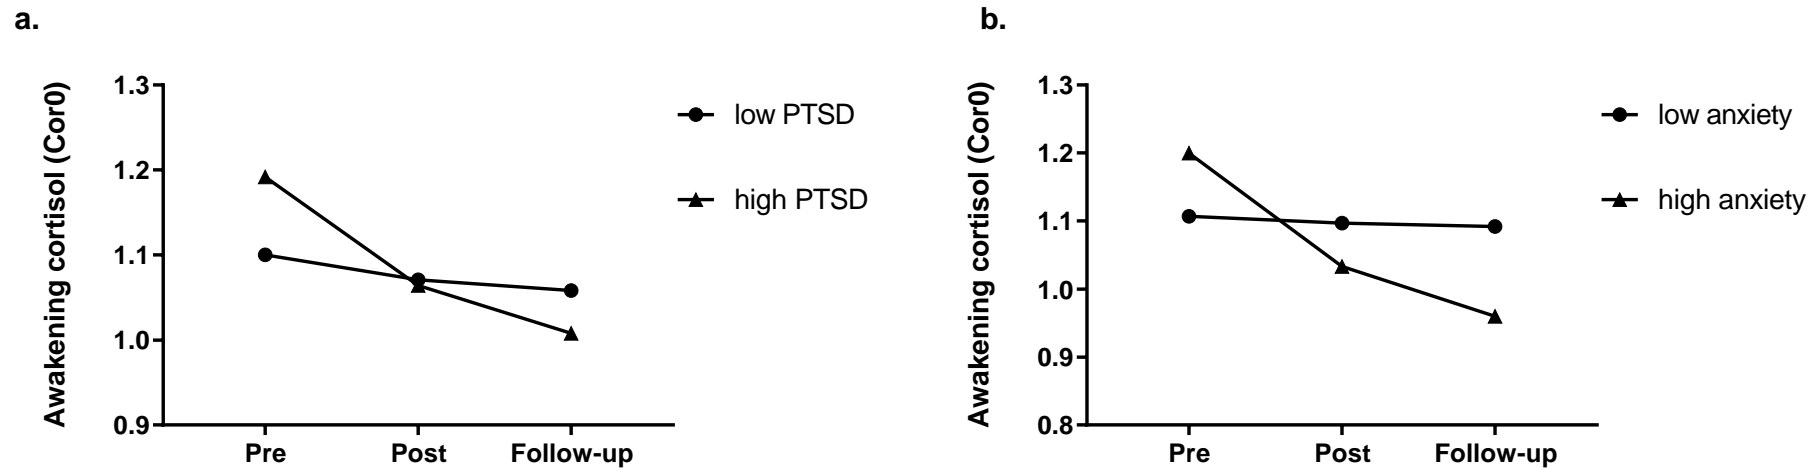 a.
Awakening cortisol (Cor0)
1.3
1.2
1.1
1.0
0.9
Pre Post Follow-up
low PTSD
high PTSD
b.
Awakening cortisol (Cor0)
1.3
1.2
1.1
1.0
0.9
0.8
Pre Post Follow-up
low anxiety
high anxiety